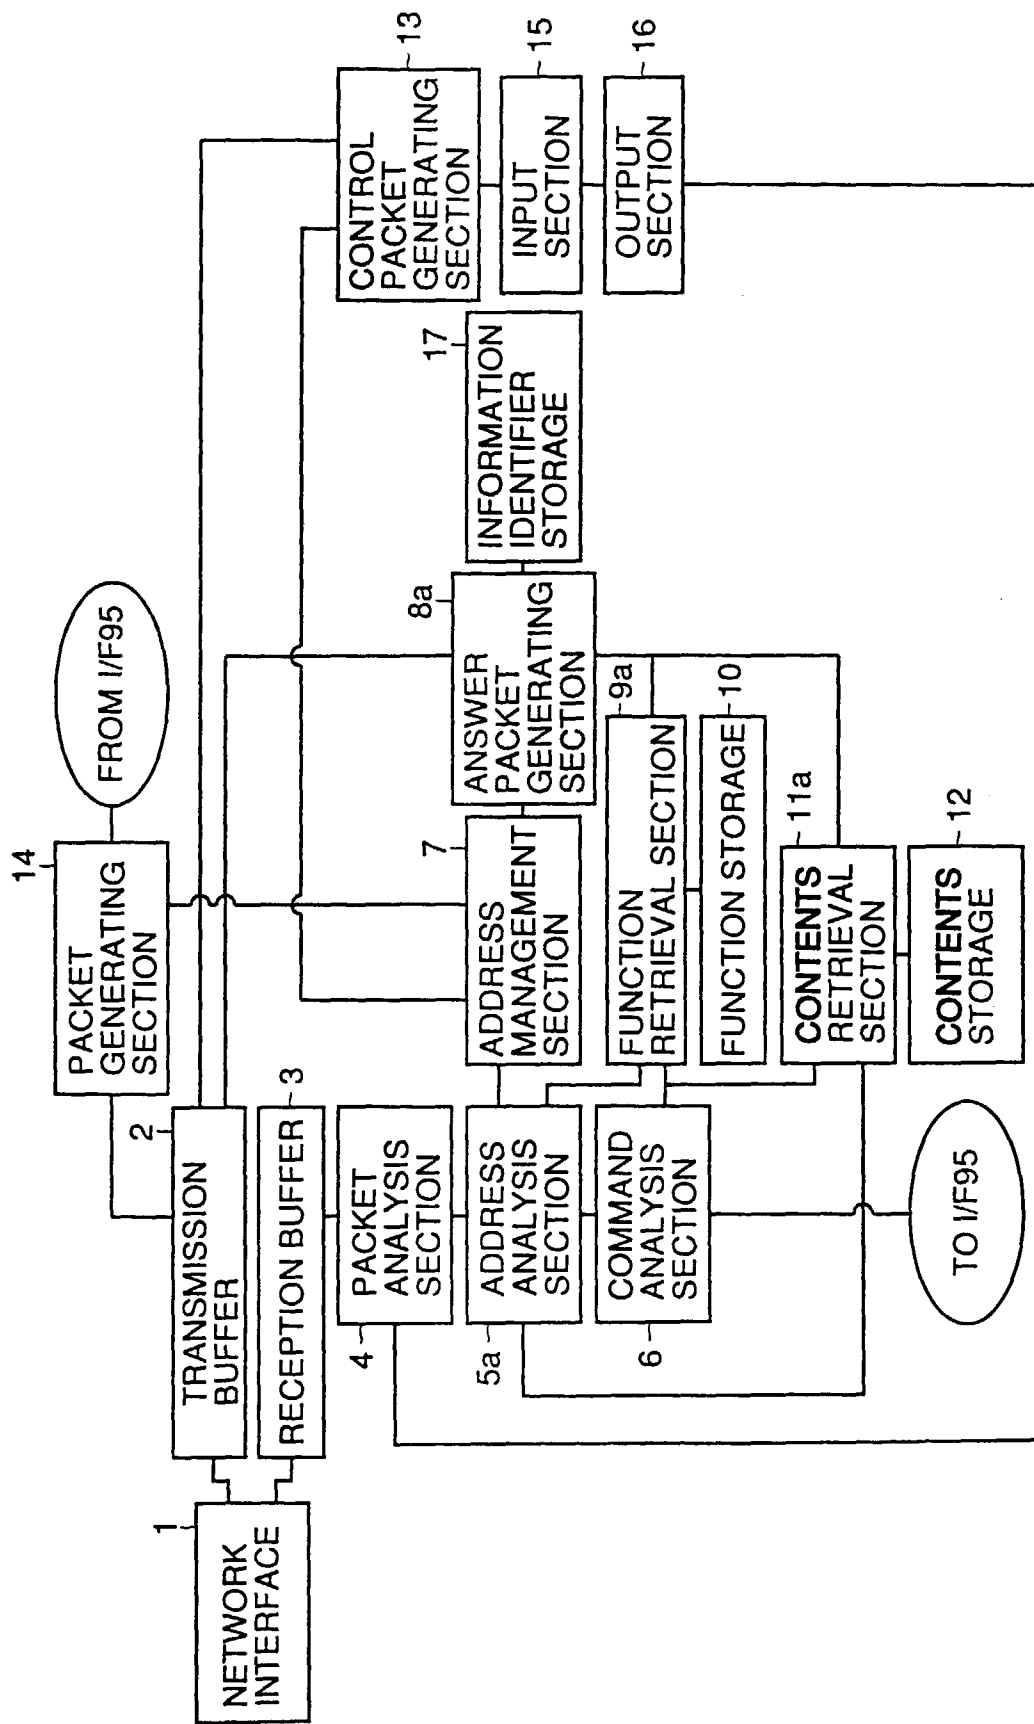 1
NETWORK
INTERFACE
2
TRANSMISSION
BUFFER
RECEPTION BUFFER
3
14
PACKET
GENERATING
SECTION
FROM I/F95
4
PACKET
ANALYSIS
SECTION
5a
ADDRESS
ANALYSIS
SECTION
6
COMMAND
ANALYSIS
SECTION
TO I/F95
7
ADDRESS
MANAGEMENT
SECTION
8a
ANSWER
PACKET
GENERATING
SECTION
17
INFORMATION
IDENTIFIER
STORAGE
9a
FUNCTION
RETRIEVAL SECTION
10
FUNCTION STORAGE
11a
CONTENTS
RETRIEVAL
SECTION
12
CONTENTS
STORAGE
13
CONTROL
PACKET
GENERATING
SECTION
15
INPUT
SECTION
16
OUTPUT
SECTION